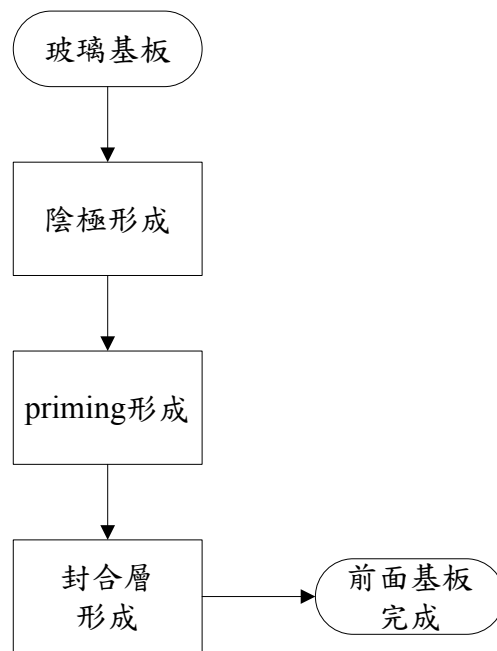 玻璃基板
陰極形成
priming形成
封合層
形成
前面基板
完成